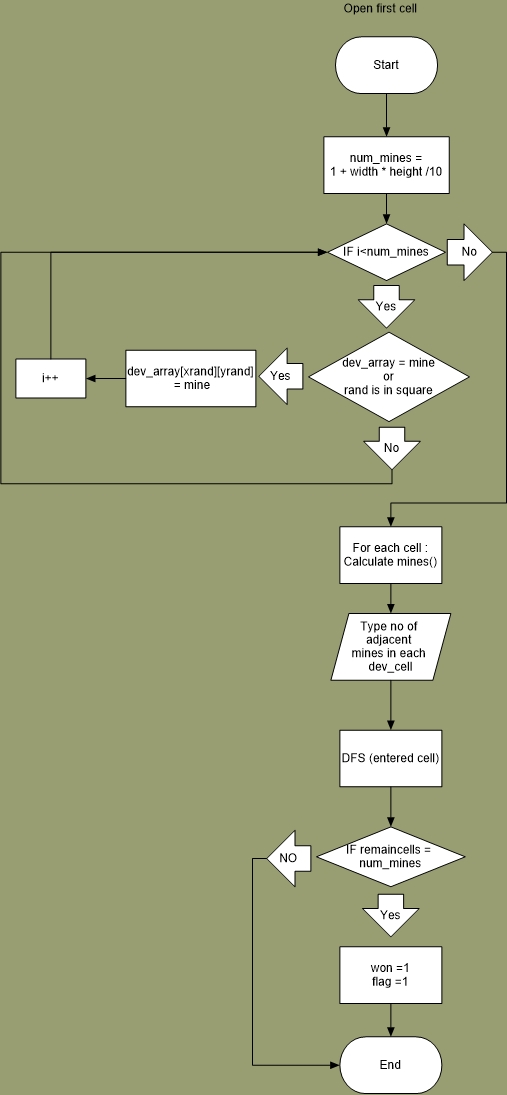 Open first cell
Start
num_mines =
1 + width * height /10
IF i<num_mines
No
Yes
dev_array = mine
or
rand is in square
Yes
dev_array[xrand][yrand]
= mine
i++
No
For each cell :
Calculate mines()
Type no of
adjacent
mines in each
dev_cell
DFS (entered cell)
IF remaincells =
num_mines
NO
Yes
won =1
flag =1
End